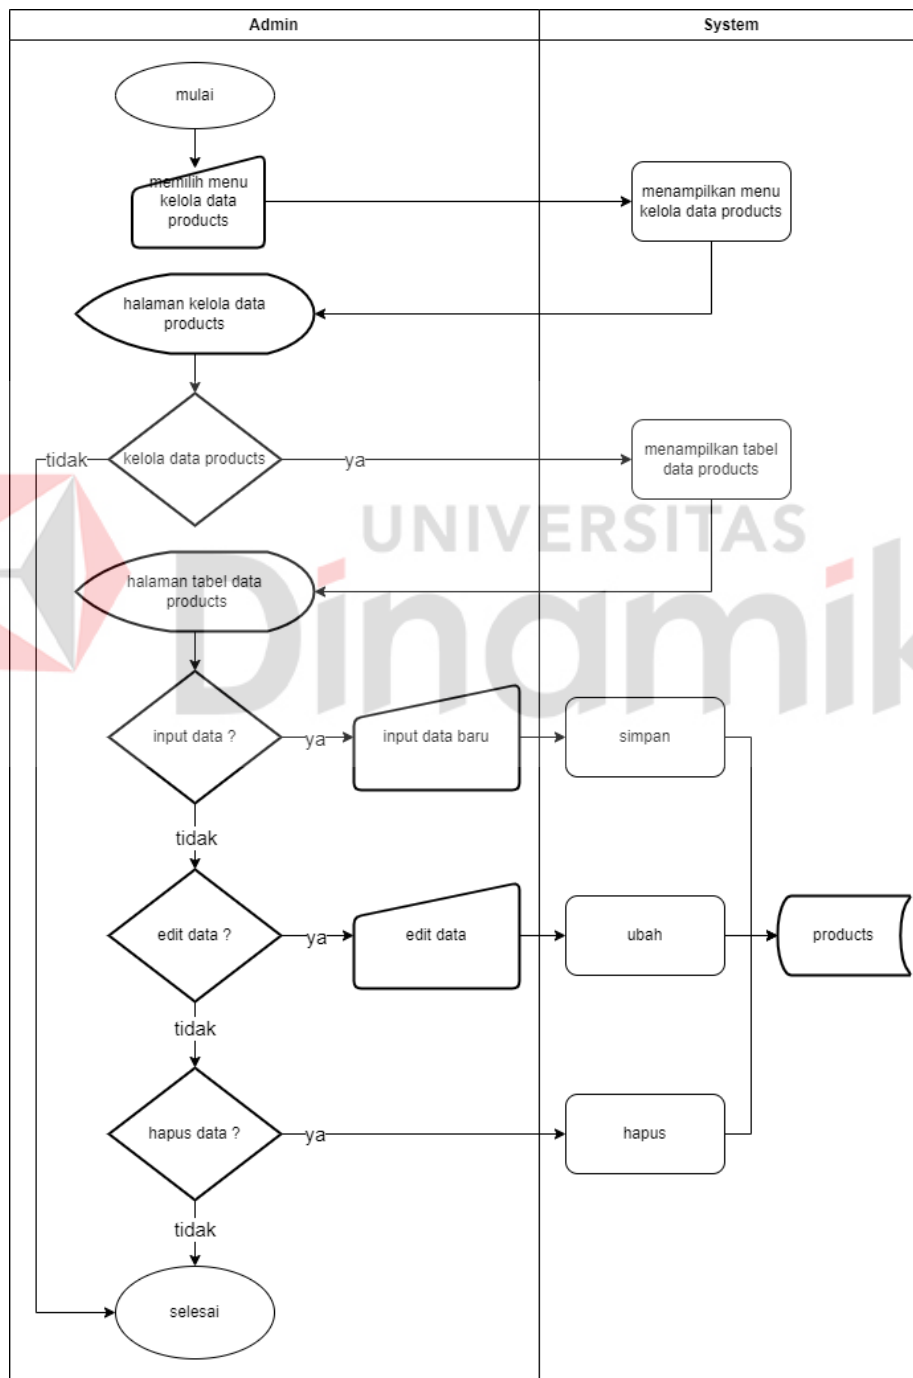 Admin
System
mulai
memilih menu
kelola data
products
menampilkan menu
kelola data products
halaman kelola data
products
tidak
kelola data products
ya
menampilkan tabel
data products
UNIVERSITAS
Dinamik
halaman tabel data
products
input data ?
ya
input data baru
simpan
tidak
edit data ?
ya
edit data
ubah
products
tidak
hapus data ?
ya
hapus
tidak
selesai